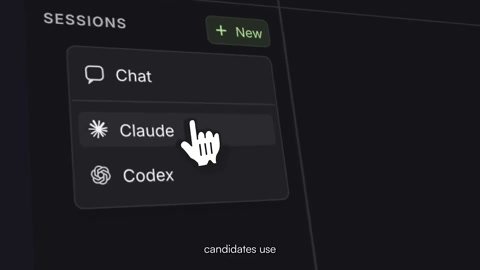 SESSIONS
+ New
Chat
Claude
Codex
candidates use